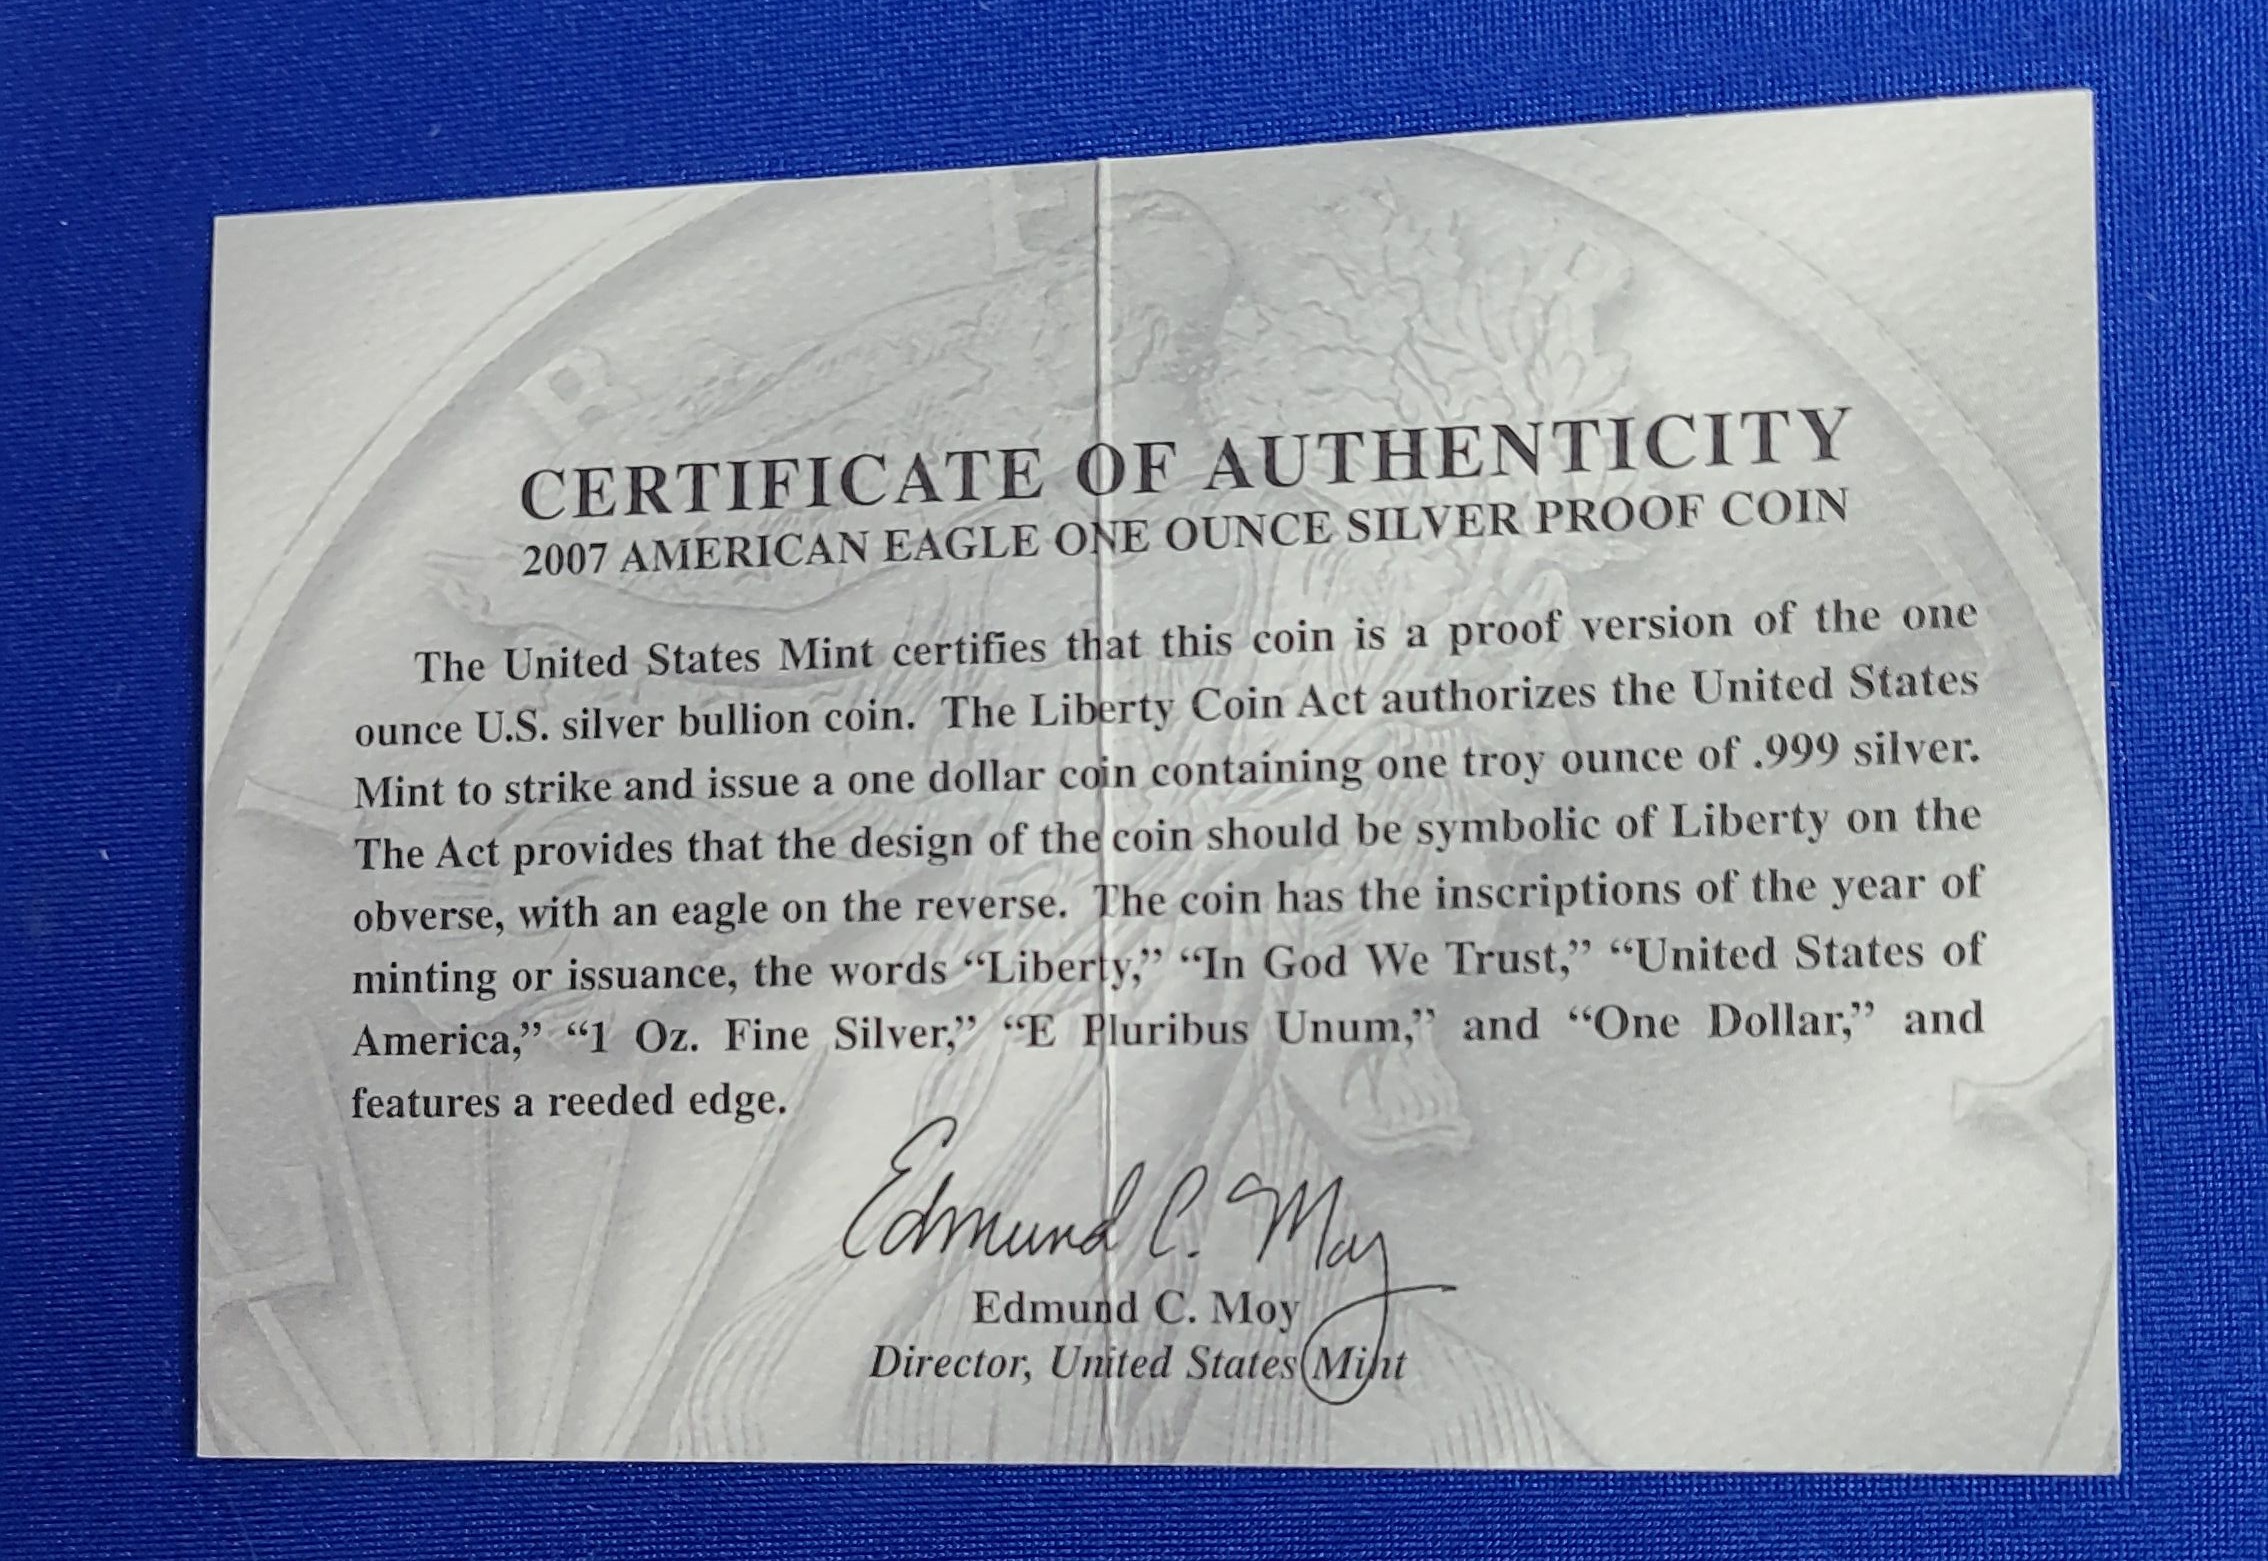 CERTIFICATE OF AUTHENTICITY
2007 AMERICAN EAGLE ONE OUNCE SILVER PROOF COIN
The United States Mint certifies that this coin is a proof version of the one
ounce U.S. silver bullion coin. The Liberty Coin Act authorizes the United States
Mint to strike and issue a one dollar coin containing one troy ounce of .999 silver.
The Act provides that the design of the coin should be symbolic of Liberty on the
obverse, with an eagle on the reverse. The coin has the inscriptions of the year of
minting or issuance, the words “Liberty,” “In God We Trust,” “United States of
America,” “1 Oz. Fine Silver,” “E Pluribus Unum,” and “One Dollar,” and
features a reeded edge.
Edmund C. Moy
Edmund C. Moy
Director, United States Mint